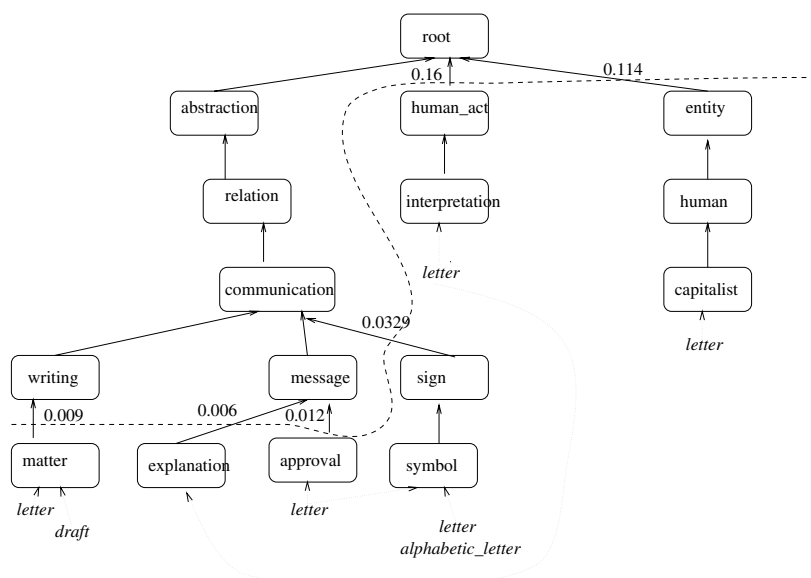 root
0.16
0.114
abstraction
human_act
entity
relation
interpretation
human
letter
communication
capitalist
0.0329
letter
writing
message
sign
0.009
0.006
0.012
matter
explanation
approval
symbol
letter
draft
letter
letter
alphabetic_letter